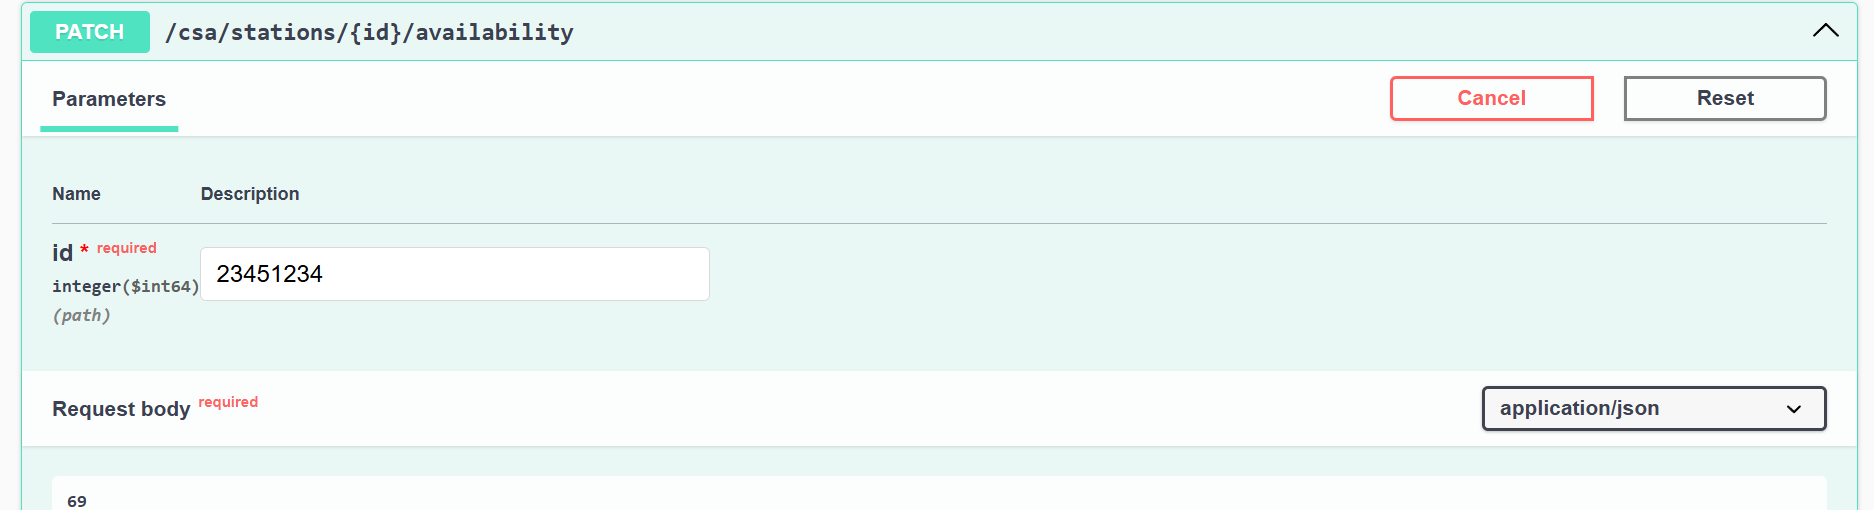 PATCH /csa/stations/{id}/availability
Parameters
Cancel
Reset
Name Description
id * required
integer($int64)
(path)
23451234
Request body required
application/json
69